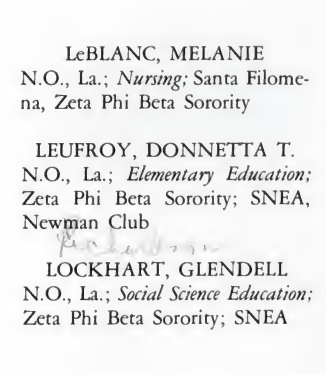 LeBLANC, MELANIE
N.O., La.; Nursing; Santa Filome-
na, Zeta Phi Beta Sorority
LEUFROY, DONNETTA T.
N.O., La.; Elementary Education;
Zeta Phi Beta Sorority; SNEA,
Newman Club
LOCKHART, GLENDELL
N.O., La.; Social Science Education;
Zeta Phi Beta Sorority; SNEA